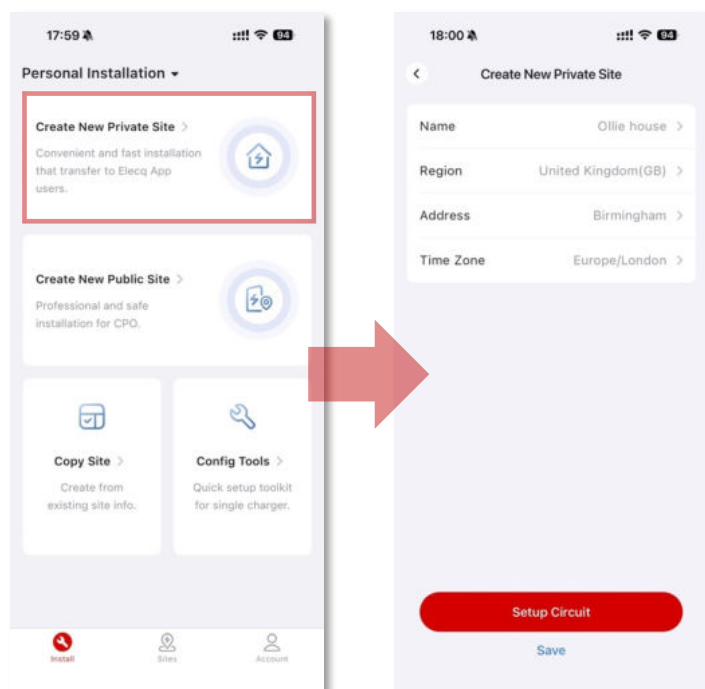 17:59
94
Personal Installation
Create New Private Site
Convenient and fast installation
that transfer to Elecq App
users.
Create New Public Site
Professional and safe
installation for CPO.
Copy Site
Create from
existing site info.
Config Tools
Quick setup toolkit
for single charger.
Install
Sites
Account
18:00
94
Create New Private Site
Name
Ollie house
Region
United Kingdom(GB)
Address
Birmingham
Time Zone
Europe/London
Setup Circuit
Save